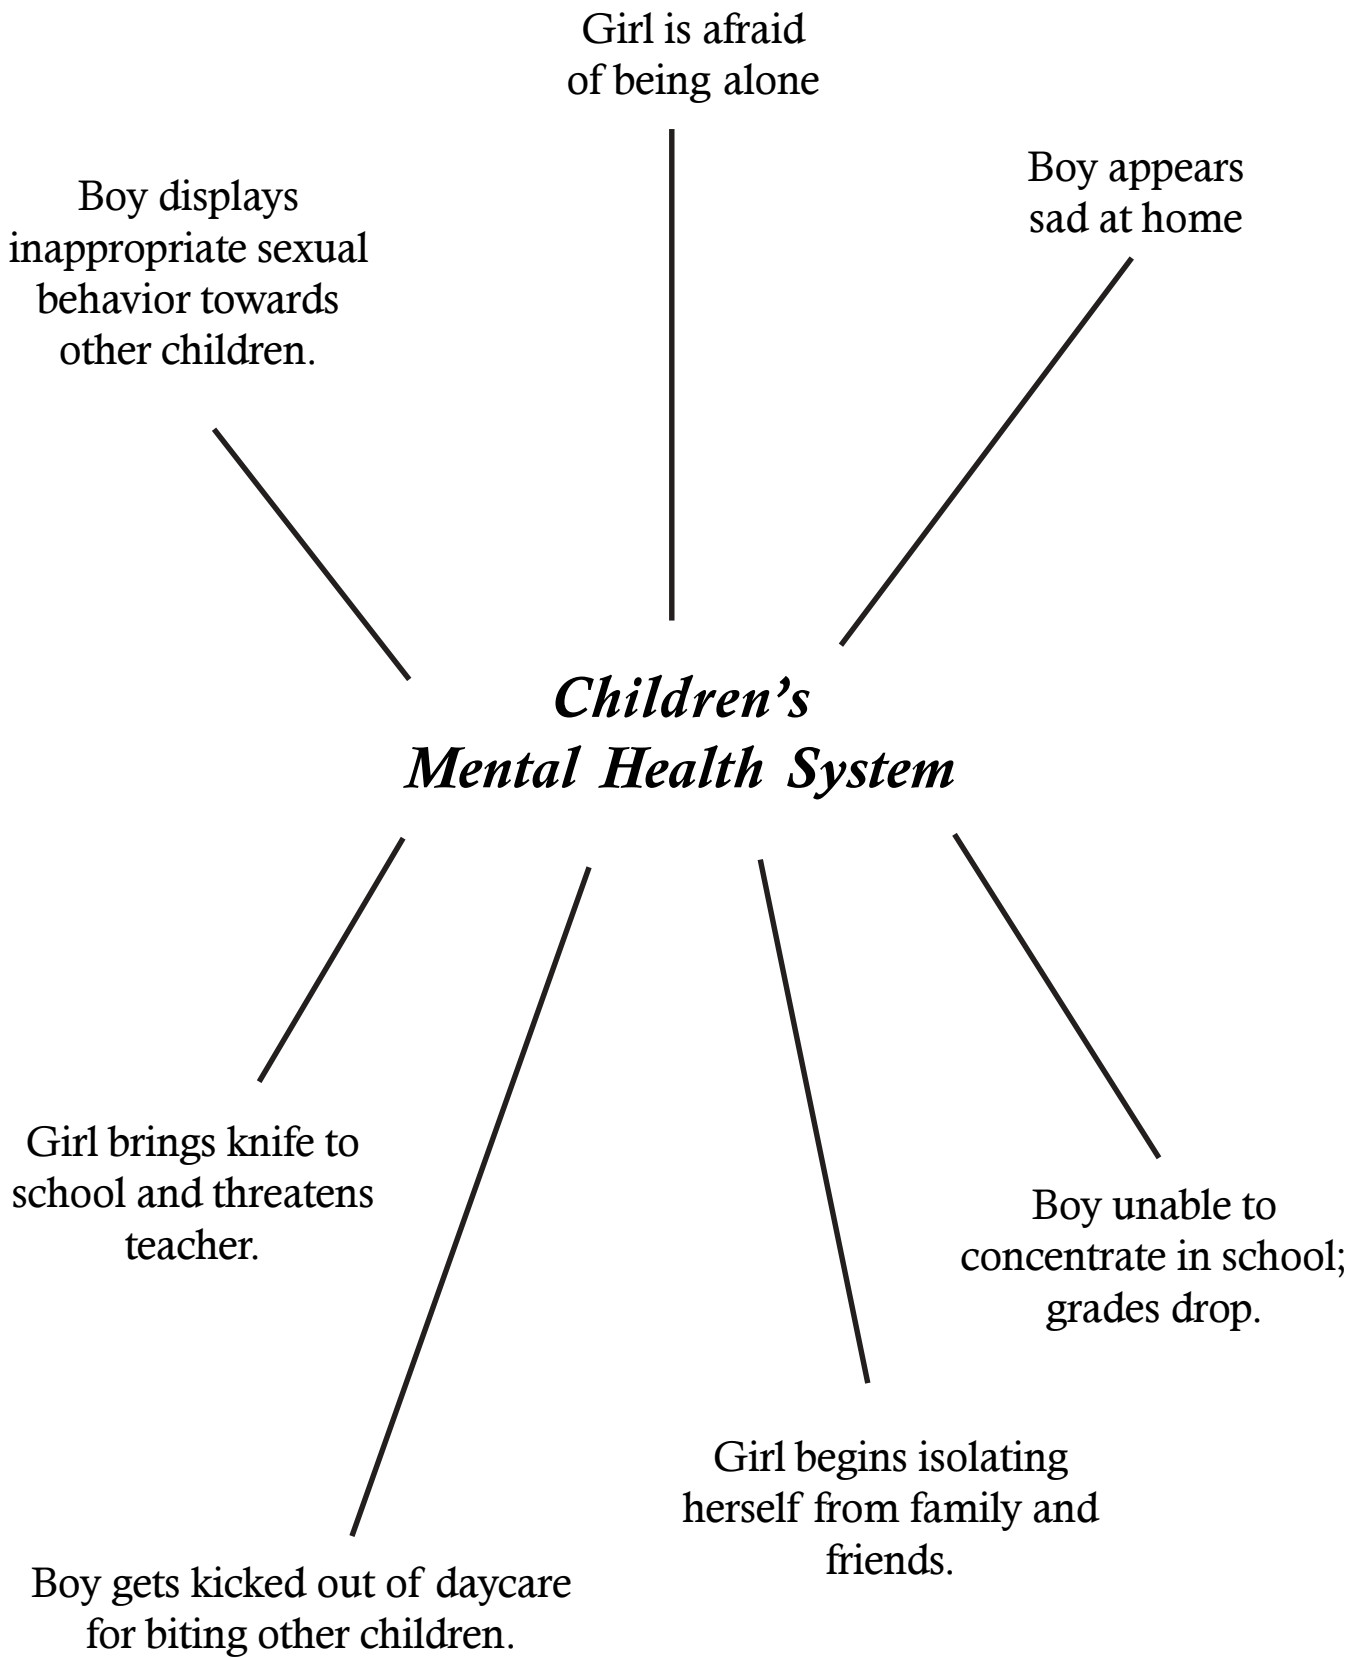 Girl is afraid
of being alone
Boy appears
sad at home
Boy displays
inappropriate sexual
behavior towards
other children.
Children’s
Mental Health System
Girl brings knife to
school and threatens
teacher.
Boy unable to
concentrate in school;
grades drop.
Girl begins isolating
herself from family and
friends.
Boy gets kicked out of daycare
for biting other children.